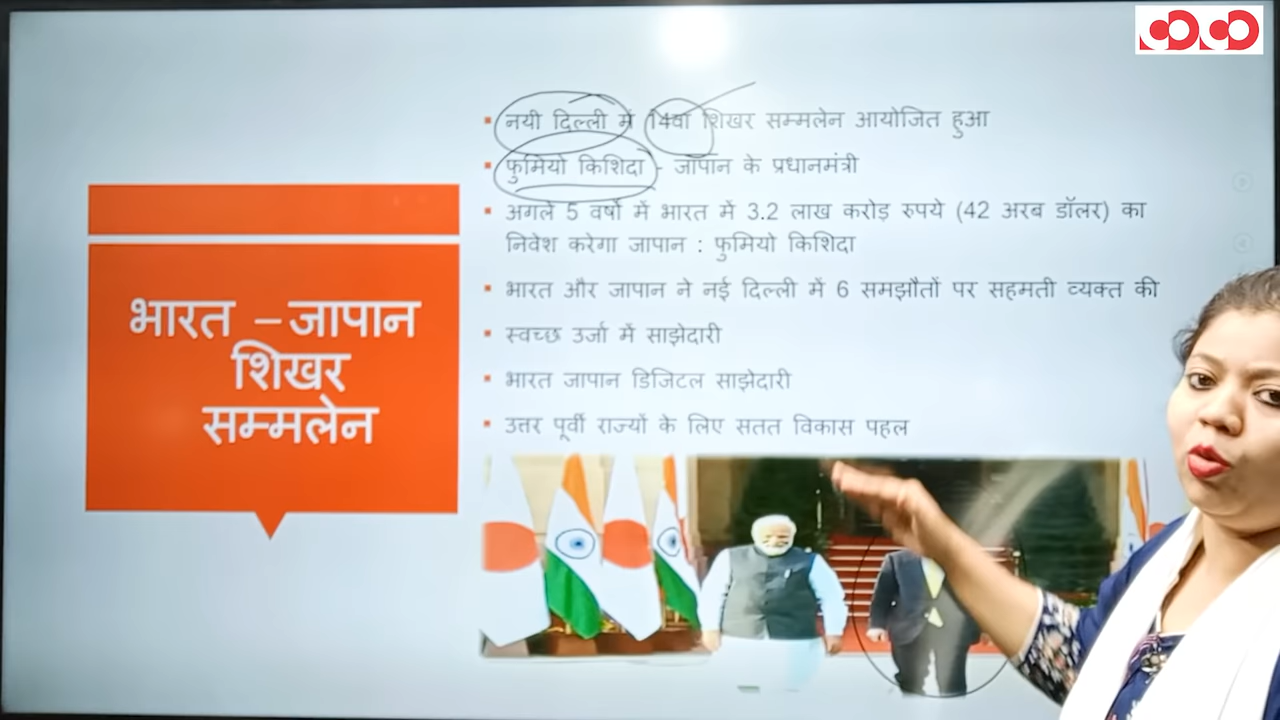 नयी दिल्ली में 14वां शिखर सम्मलेन आयोजित हुआ
फुमियो किशिदा - जापान के प्रधानमंत्री
अगले 5 वर्षों में भारत में 3.2 लाख करोड़ रुपये (42 अरब डॉलर) का
निवेश करेगा जापान : फुमियो किशिदा
भारत और जापान ने नई दिल्ली में 6 समझौतों पर सहमती व्यक्त की
स्वच्छ उर्जा में साझेदारी
भारत जापान डिजिटल साझेदारी
उत्तर पूर्वी राज्यों के लिए सतत विकास पहल
भारत – जापान
शिखर
सम्मलेन